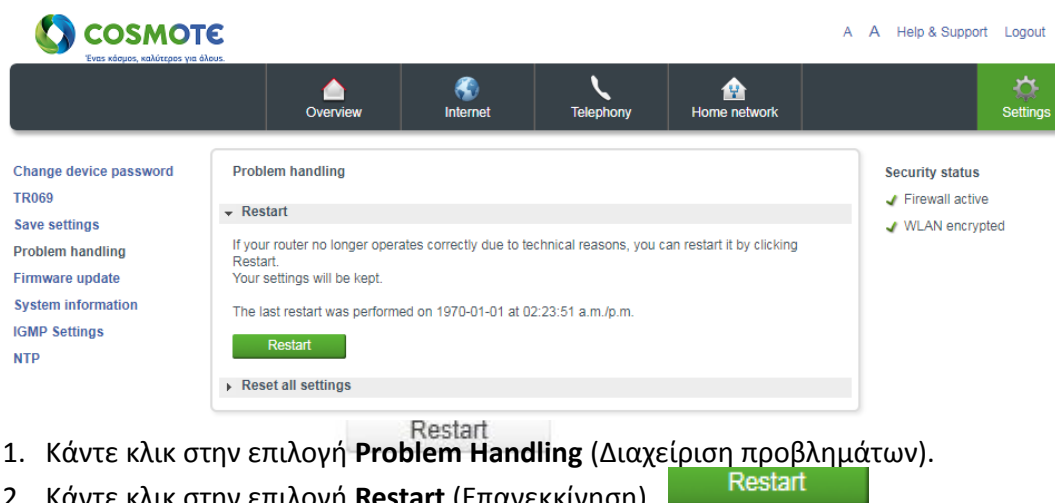 COSMOTE
Ένας κόσμος, καλύτερος για όλους.
A A Help & Support Logout
Overview Internet Telephony Home network Settings
Change device password
TR069
Save settings
Problem handling
Firmware update
System information
IGMP Settings
NTP
Problem handling
Restart
If your router no longer operates correctly due to technical reasons, you can restart it by clicking
Restart.
Your settings will be kept.
The last restart was performed on 1970-01-01 at 02:23:51 a.m./p.m.
Restart
Reset all settings
Security status
Firewall active
WLAN encrypted
Restart
1. Κάντε κλικ στην επιλογή Problem Handling (Διαχείριση προβλημάτων).
2. Κάντε κλικ στην επιλογή Restart (Επανεκκίνηση)
Restart